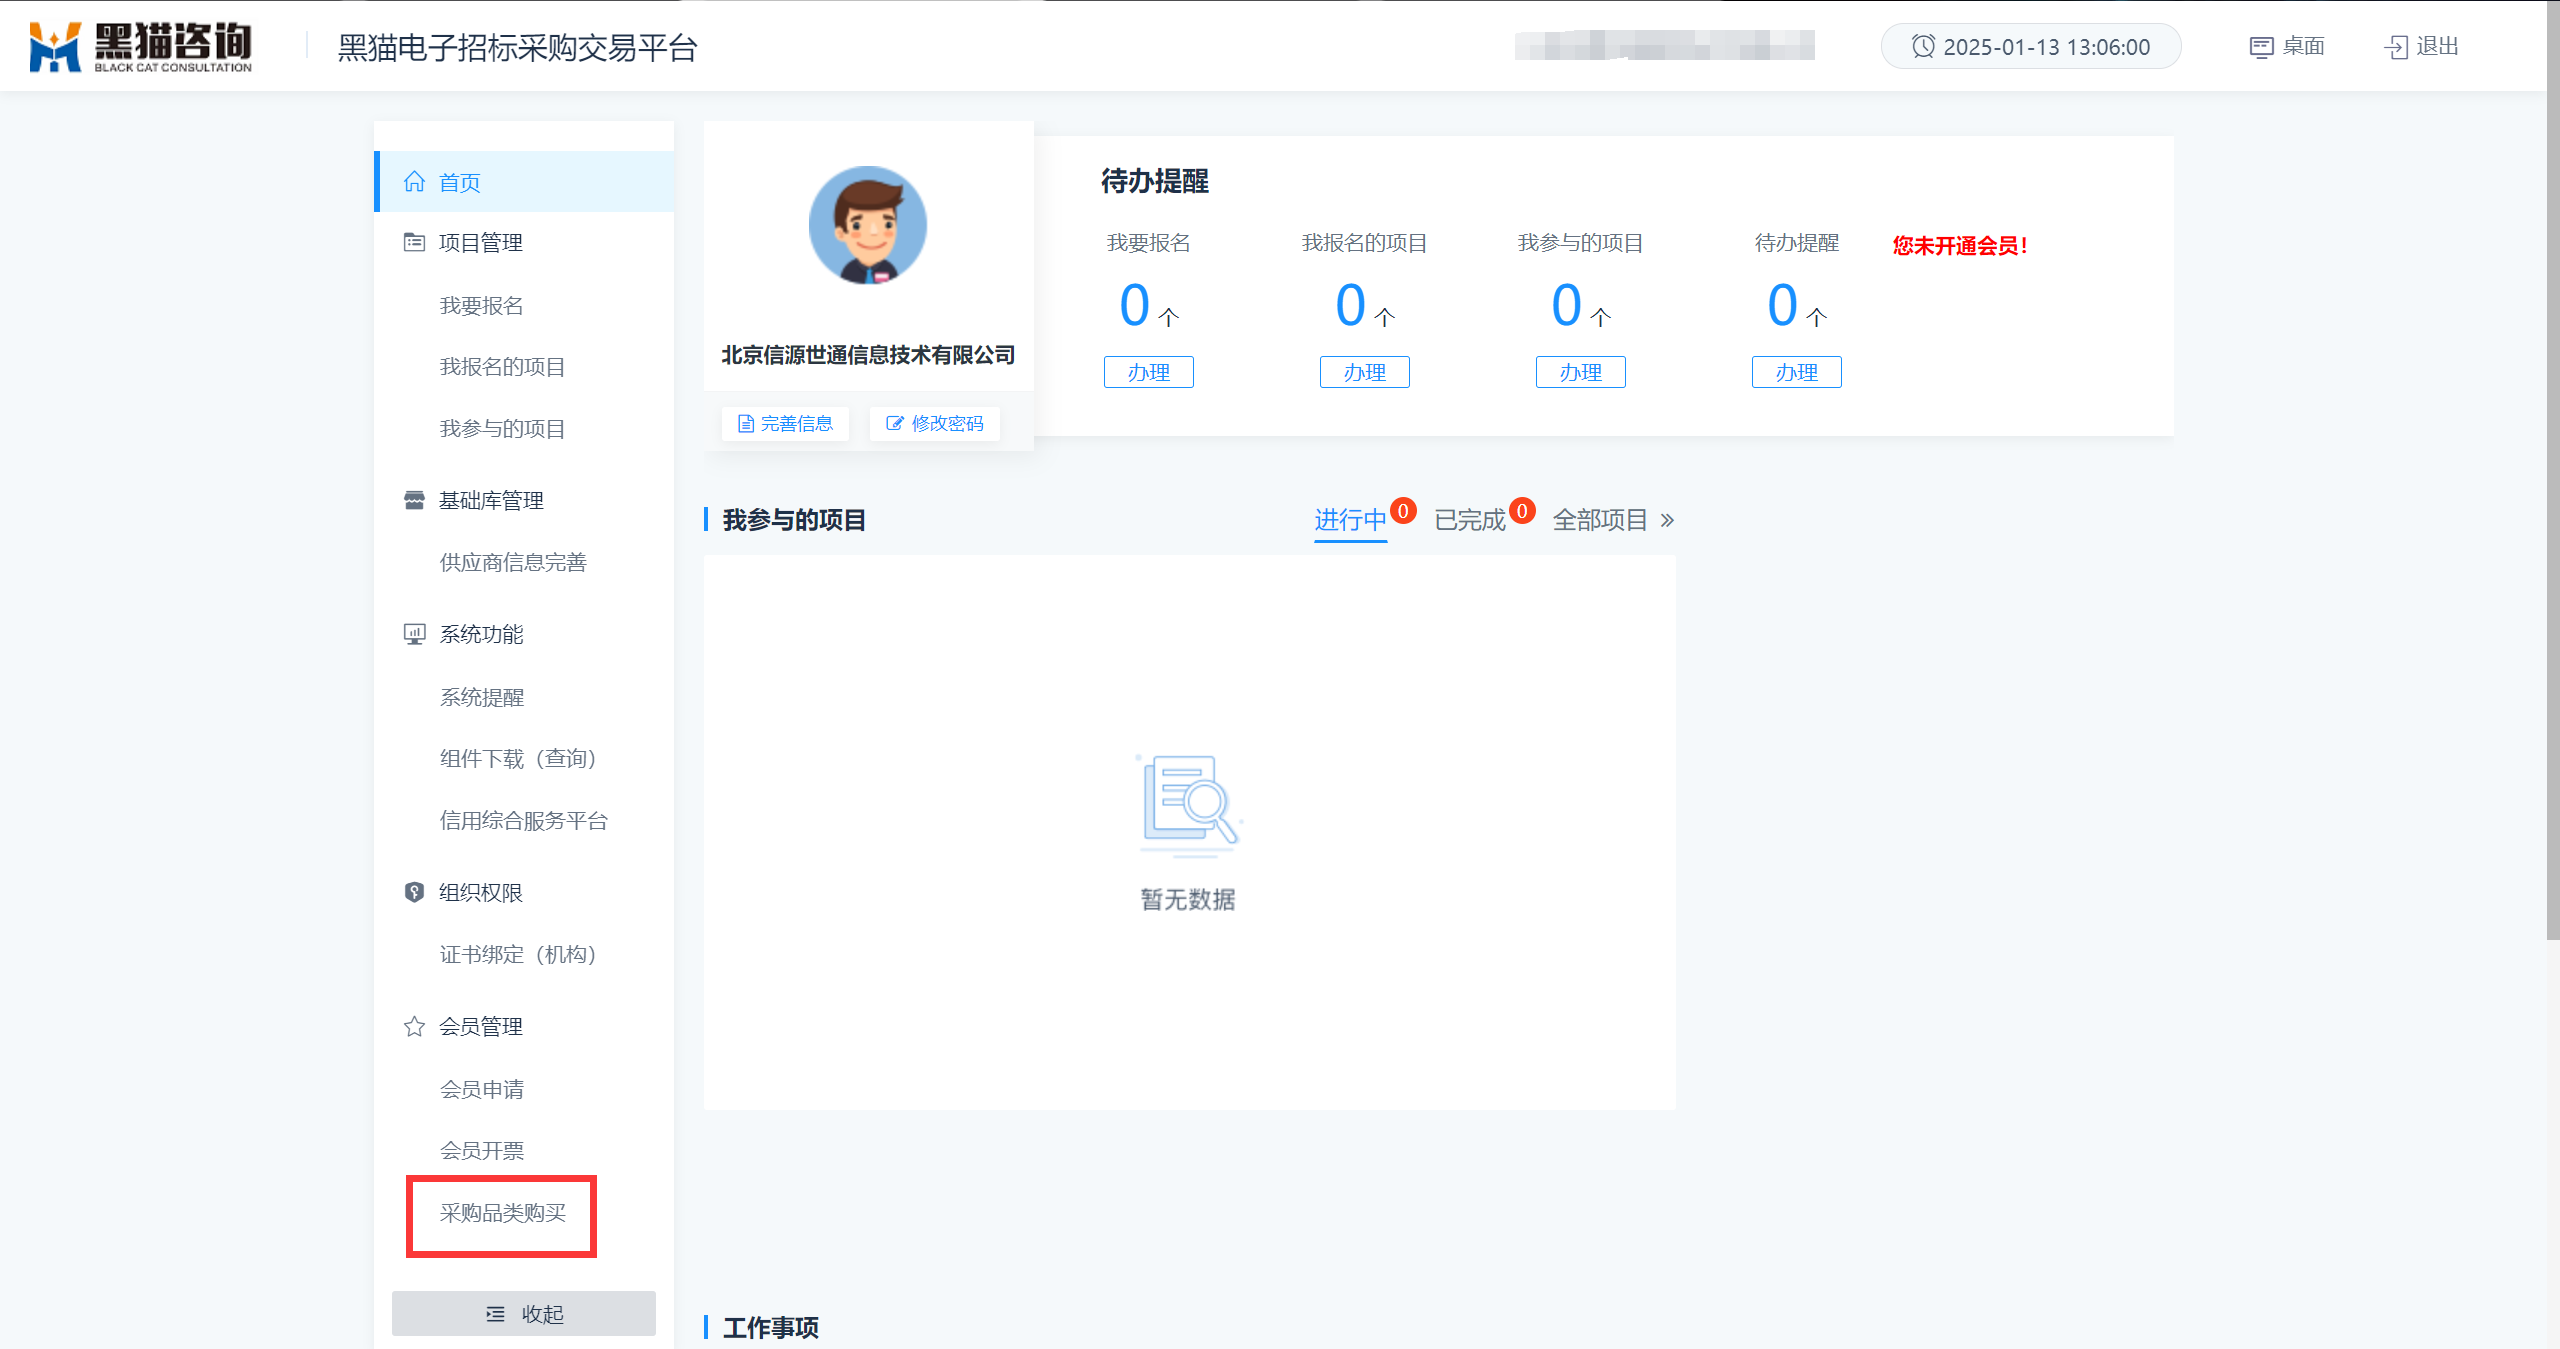 黑猫咨询
BLACK CAT CONSULTATION
黑猫电子招标采购交易平台
2025-01-13 13:06:00
桌面
退出
首页
项目管理
我要报名
我报名的项目
我参与的项目
基础库管理
供应商信息完善
系统功能
系统提醒
组件下载（查询）
信用综合服务平台
组织权限
证书绑定（机构）
会员管理
会员申请
会员开票
采购品类购买
收起
北京信源世通信息技术有限公司
完善信息 修改密码
待办提醒
我要报名 我报名的项目 我参与的项目 待办提醒 您未开通会员！
0个 0个 0个 0个
办理 办理 办理 办理
我参与的项目
进行中 0 已完成 0 全部项目 »
暂无数据
工作事项